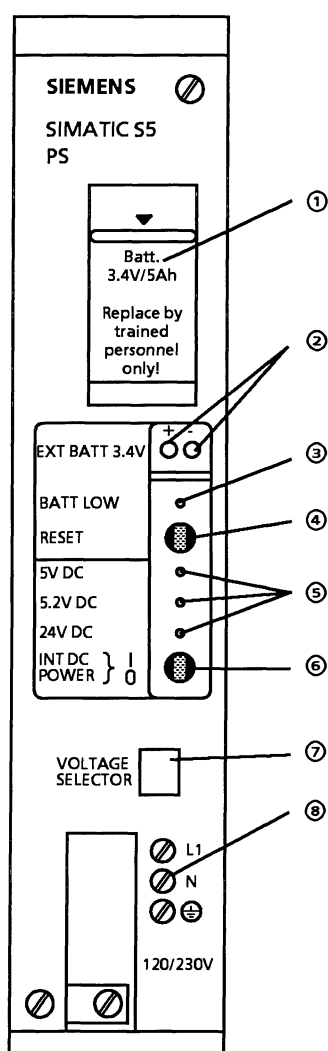 SIEMENS
SIMATIC S5
PS
①
Batt.
3.4V/5Ah
Replace by
trained
personnel
only!
②
+ -
EXT BATT 3.4V
③
BATT LOW
④
RESET
5V DC
⑤
5.2V DC
24V DC
INT DC
POWER } I
0
⑥
⑦
VOLTAGE
SELECTOR
⑧
L1
N
120/230V